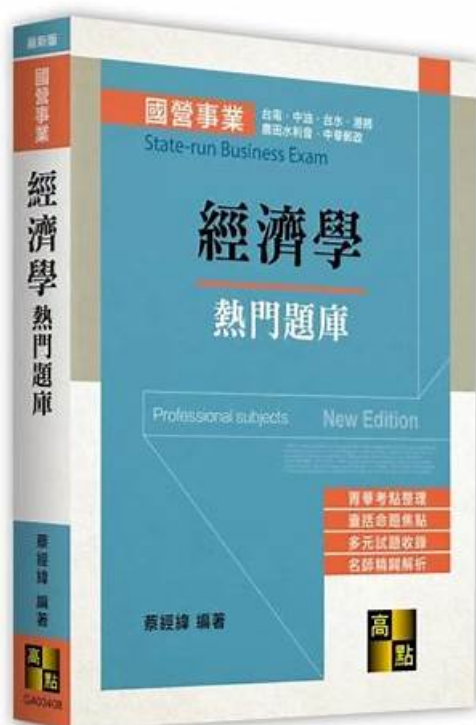 最新版
國營事業
經濟學 熱門題庫
蔡經緯 編著
高點
GA03408
國營事業
台電・中油・台水・港務
農田水利會・中華郵政
State-run Business Exam
經濟學
熱門題庫
Professional subjects New Edition
菁華考點整理
囊括命題焦點
多元試題收錄
名師精闢解析
蔡經緯 編著
高點